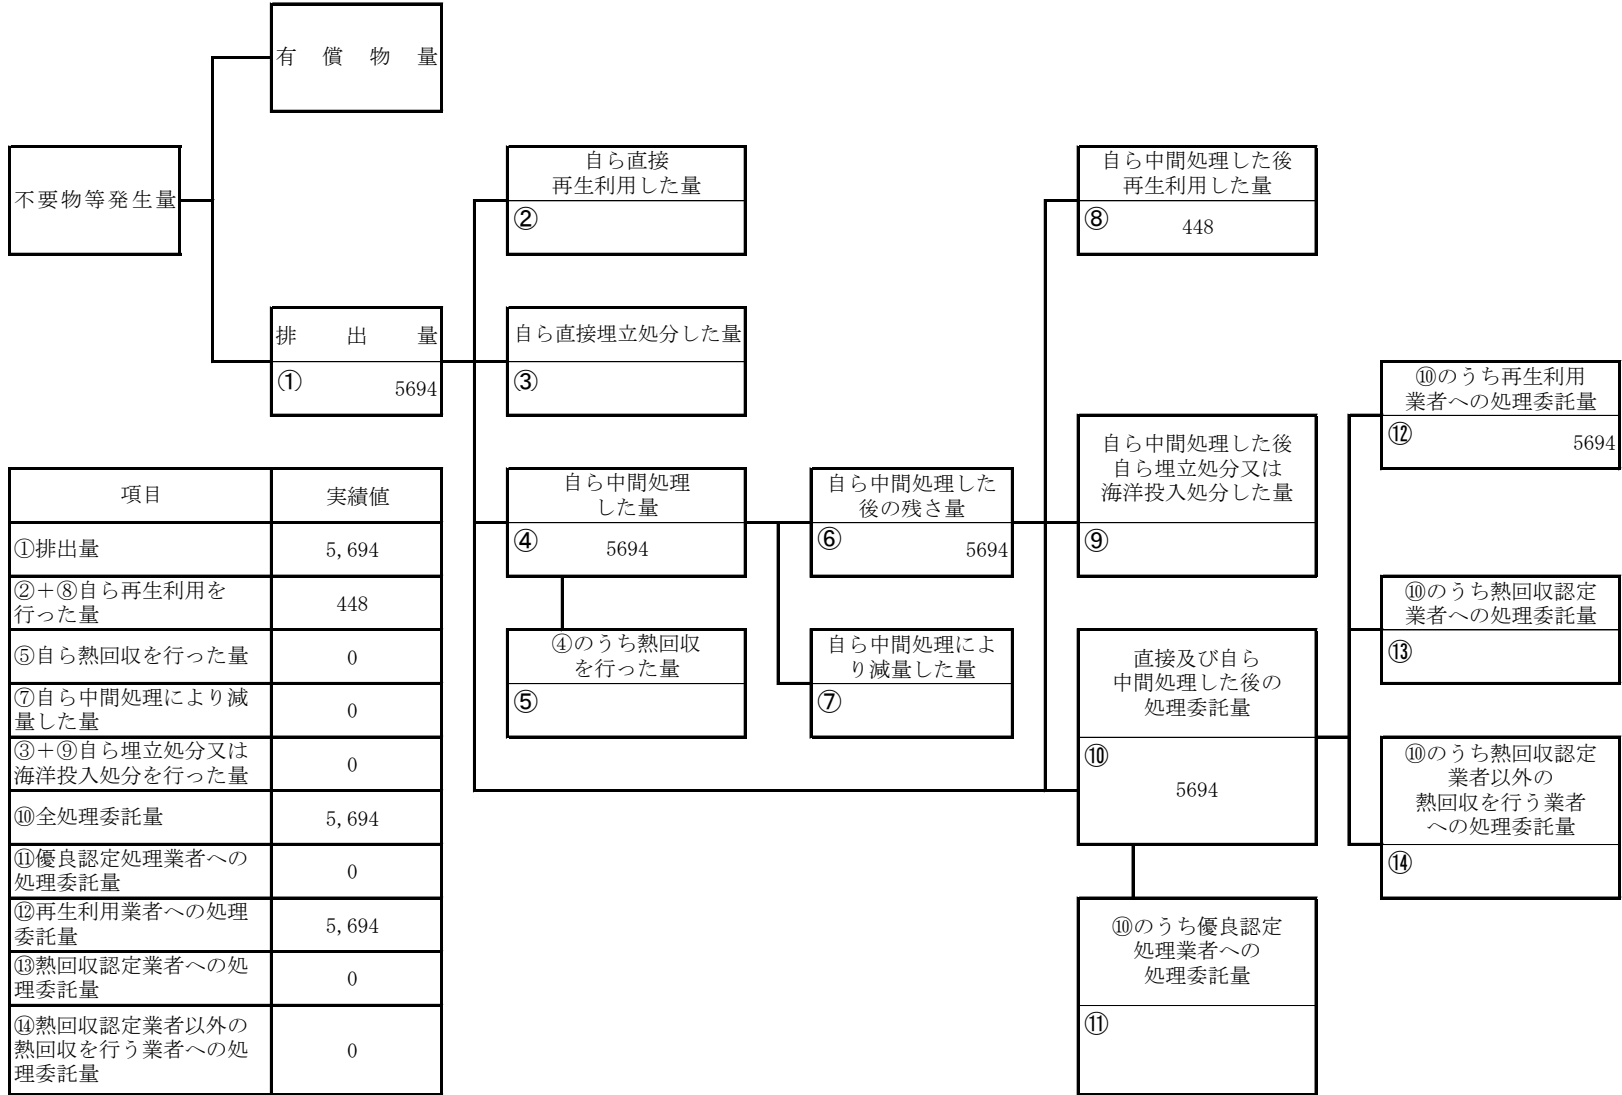 有償物量
不要物等発生量
排出量
① 5694
自ら直接
再生利用した量
②
自ら直接埋立処分した量
③
自ら中間処理
した量
④ 5694
④のうち熱回収
を行った量
⑤
自ら中間処理した
後の残さ量
⑥ 5694
自ら中間処理によ
り減量した量
⑦
自ら中間処理した後
再生利用した量
⑧ 448
自ら中間処理した後
自ら埋立処分又は
海洋投入処分した量
⑨
直接及び自ら
中間処理した後の
処理委託量
⑩
5694
⑩のうち優良認定
処理業者への
処理委託量
⑪
⑩のうち再生利用
業者への処理委託量
⑫ 5694
⑩のうち熱回収認定
業者への処理委託量
⑬
⑩のうち熱回収認定
業者以外の
熱回収を行う業者
への処理委託量
⑭
項目 実績値
①排出量 5,694
②＋⑧自ら再生利用を
行った量 448
⑤自ら熱回収を行った量 0
⑦自ら中間処理により減
量した量 0
③＋⑨自ら埋立処分又は
海洋投入処分を行った量 0
⑩全処理委託量 5,694
⑪優良認定処理業者への
処理委託量 0
⑫再生利用業者への処理
委託量 5,694
⑬熱回収認定業者への処
理委託量 0
⑭熱回収認定業者以外の
熱回収を行う業者への処
理委託量 0